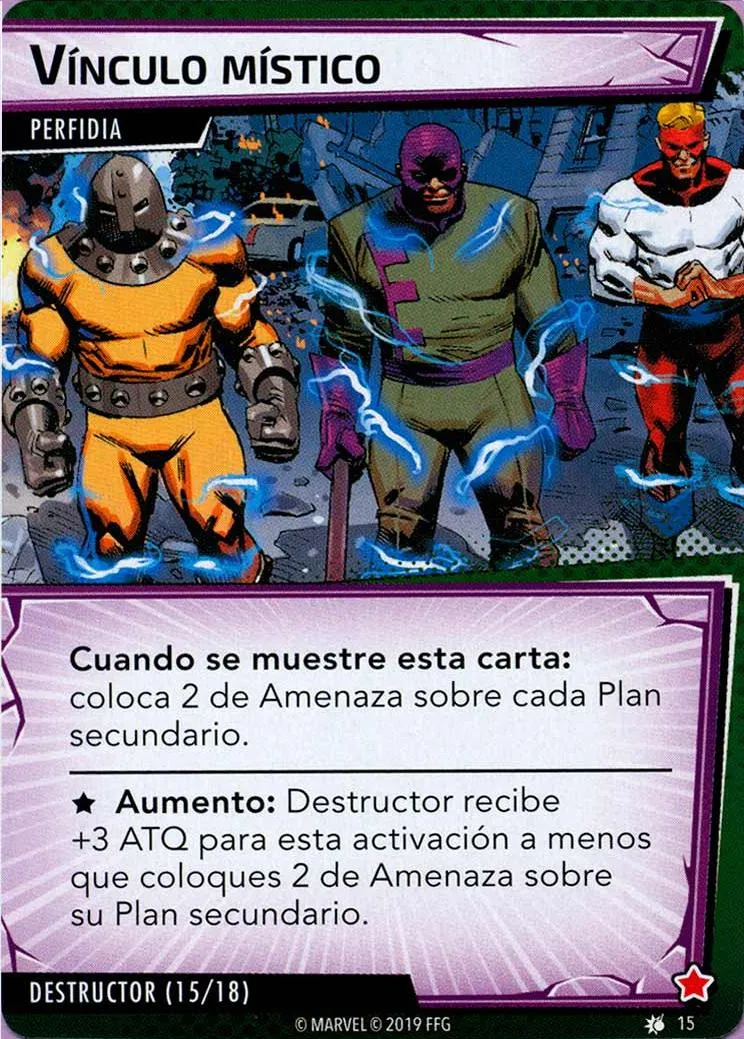 VÍNCULO MÍSTICO
PERFIDIA
Cuando se muestre esta carta:
coloca 2 de Amenaza sobre cada Plan
secundario.
★ Aumento: Destructor recibe
+3 ATQ para esta activación a menos
que coloques 2 de Amenaza sobre
su Plan secundario.
DESTRUCTOR (15/18)
© MARVEL © 2019 FFG
15